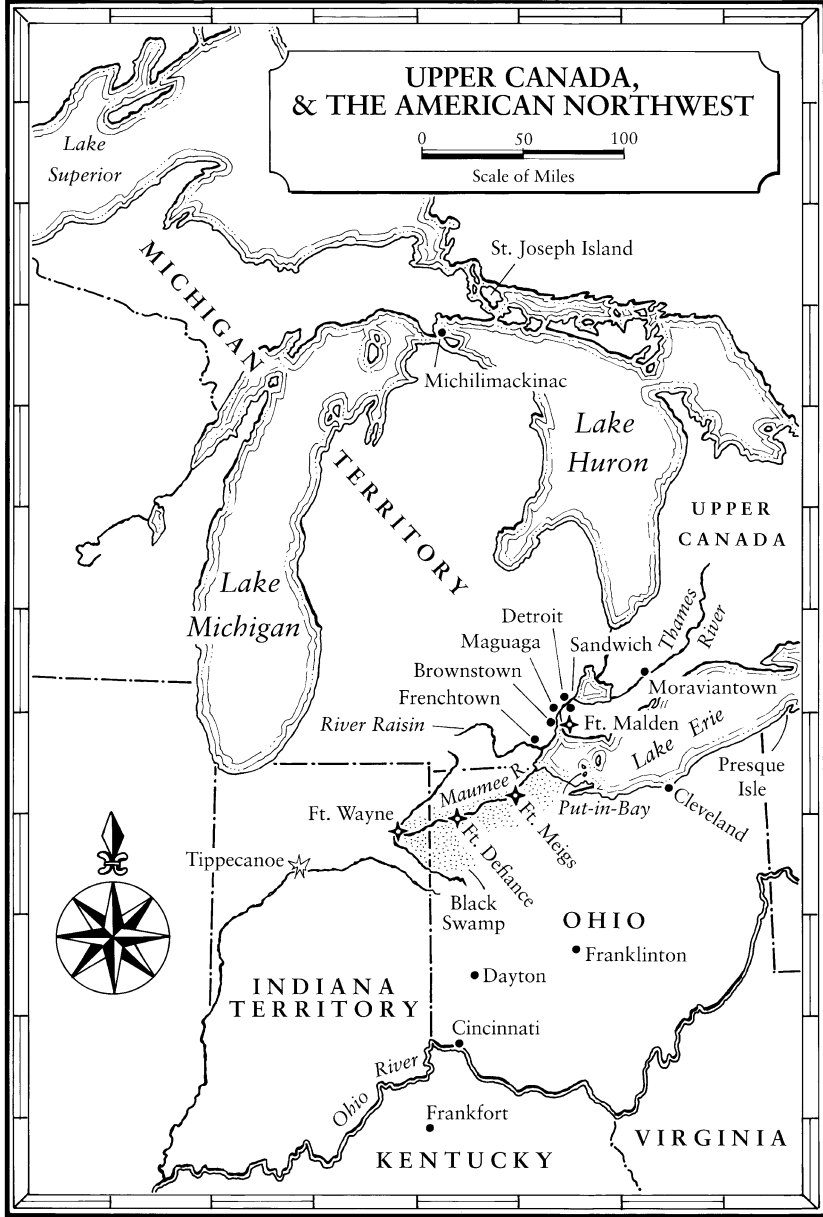 UPPER CANADA,
& THE AMERICAN NORTHWEST
0 50 100
Scale of Miles
Lake
Superior
St. Joseph Island
MICHIGAN
TERRITORY
Michilimackinac
Lake
Huron
UPPER
CANADA
Lake
Michigan
Thames
River
Detroit
Maguaga
Sandwich
Brownstown
Moraviantown
Frenchtown
River Raisin
Ft. Malden
Lake Erie
Presque
Isle
Maumee R.
Put-in-Bay
Cleveland
Ft. Wayne
Ft. Meigs
Ft. Defiance
Tippecanoe
Black
Swamp
OHIO
Franklinton
Dayton
INDIANA
TERRITORY
Cincinnati
Ohio River
Frankfort
VIRGINIA
KENTUCKY